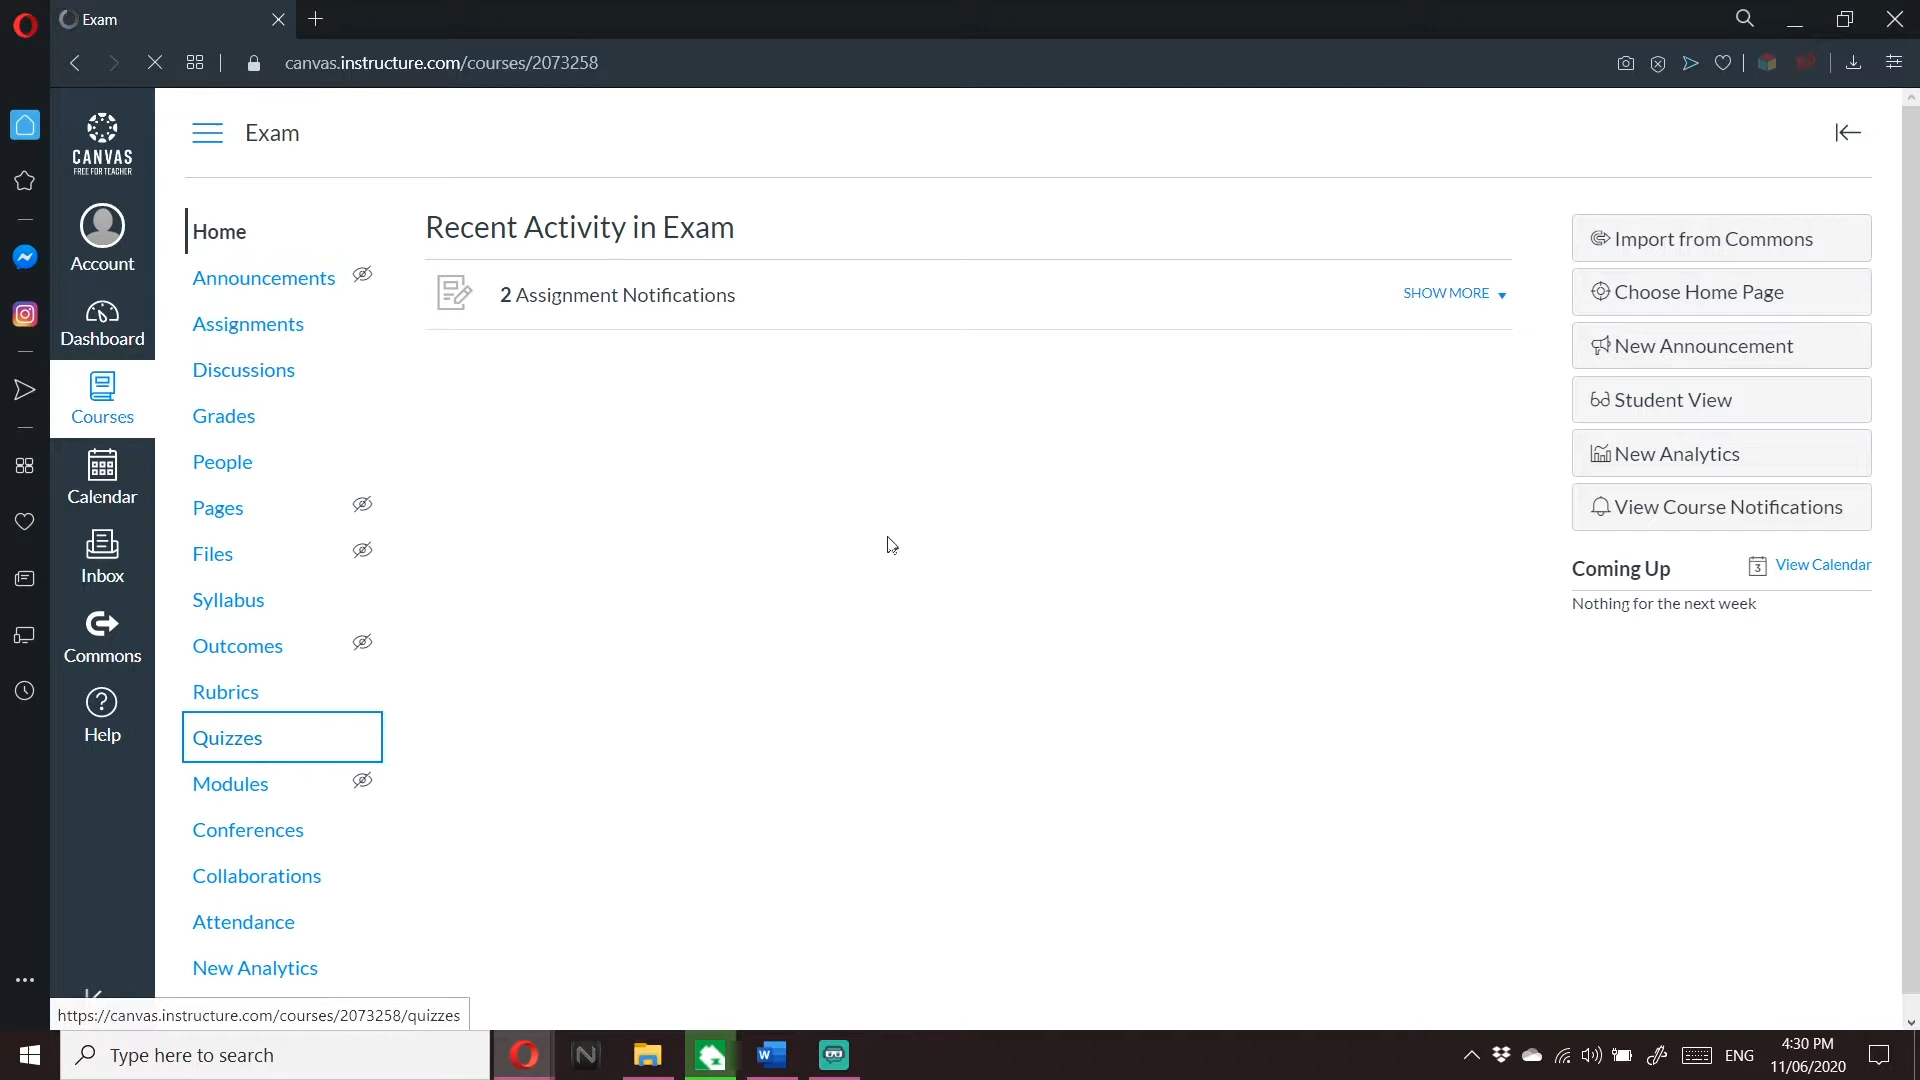 Exam
canvas.instructure.com/courses/2073258
CANVAS
FREE FOR TEACHER
Account
Dashboard
Courses
Calendar
Inbox
Commons
Help
Exam
Home
Announcements
Assignments
Discussions
Grades
People
Pages
Files
Syllabus
Outcomes
Rubrics
Quizzes
Modules
Conferences
Collaborations
Attendance
New Analytics
Recent Activity in Exam
2 Assignment Notifications
SHOW MORE
Import from Commons
Choose Home Page
New Announcement
Student View
New Analytics
View Course Notifications
Coming Up
3 View Calendar
Nothing for the next week
https://canvas.instructure.com/courses/2073258/quizzes
Type here to search
ENG
4:30 PM
11/06/2020